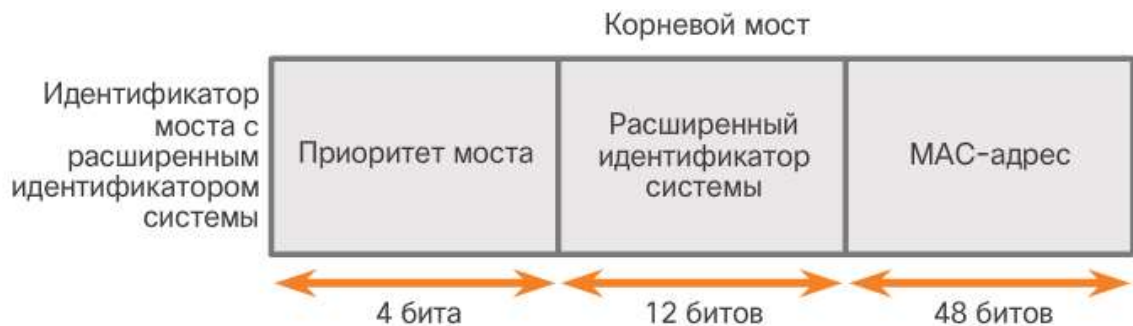 Корневой мост
Идентификатор
моста с
расширенным
идентификатором
системы
Приоритет моста
Расширенный
идентификатор
системы
MAC-адрес
4 бита
12 битов
48 битов